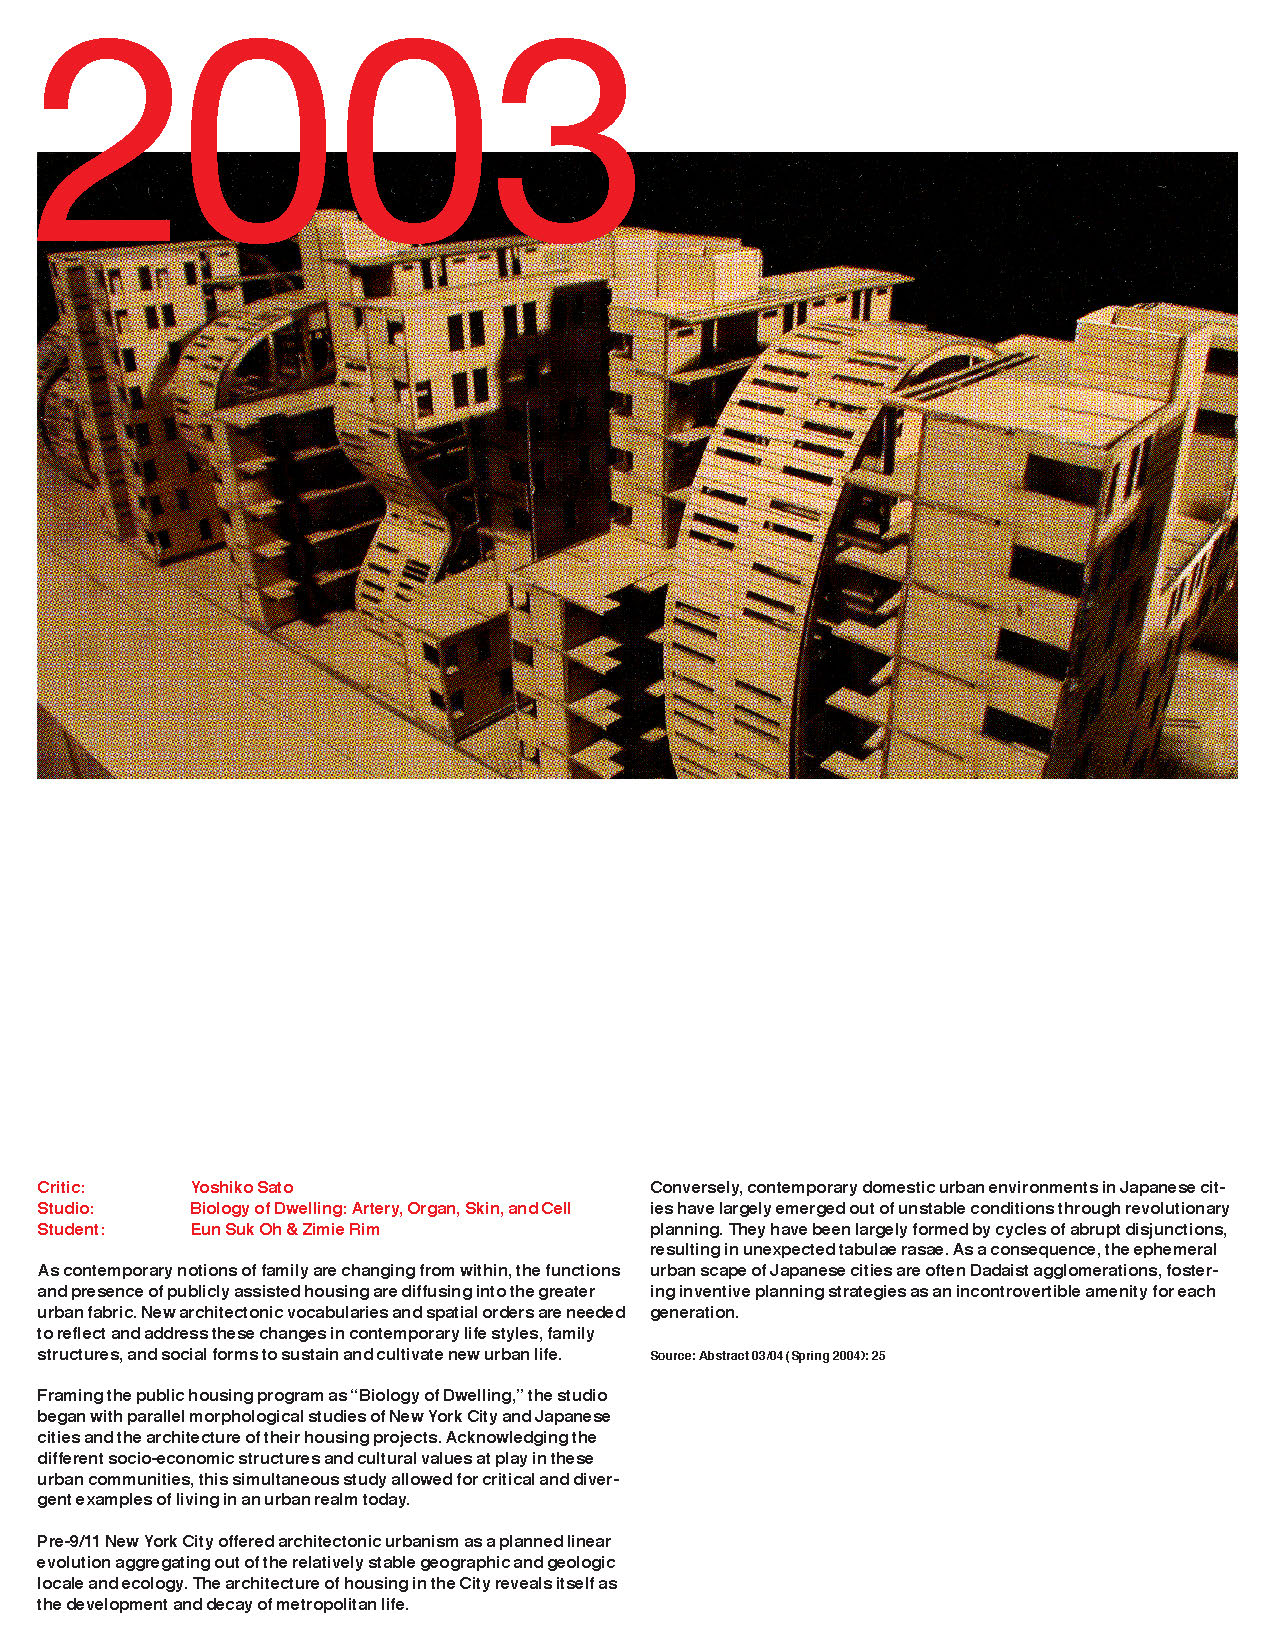 2003
Critic: Yoshiko Sato
Studio: Biology of Dwelling: Artery, Organ, Skin, and Cell
Student: Eun Suk Oh & Zimie Rim
As contemporary notions of family are changing from within, the functions
and presence of publicly assisted housing are diffusing into the greater
urban fabric. New architectonic vocabularies and spatial orders are needed
to reflect and address these changes in contemporary life styles, family
structures, and social forms to sustain and cultivate new urban life.
Framing the public housing program as “Biology of Dwelling,” the studio
began with parallel morphological studies of New York City and Japanese
cities and the architecture of their housing projects. Acknowledging the
different socio-economic structures and cultural values at play in these
urban communities, this simultaneous study allowed for critical and diver-
gent examples of living in an urban realm today.
Pre-9/11 New York City offered architectonic urbanism as a planned linear
evolution aggregating out of the relatively stable geographic and geologic
locale and ecology. The architecture of housing in the City reveals itself as
the development and decay of metropolitan life.
Conversely, contemporary domestic urban environments in Japanese cit-
ies have largely emerged out of unstable conditions through revolutionary
planning. They have been largely formed by cycles of abrupt disjunctions,
resulting in unexpected tabulae rasae. As a consequence, the ephemeral
urban scape of Japanese cities are often Dadaist agglomerations, foster-
ing inventive planning strategies as an incontrovertible amenity for each
generation.
Source: Abstract 03/04 (Spring 2004): 25